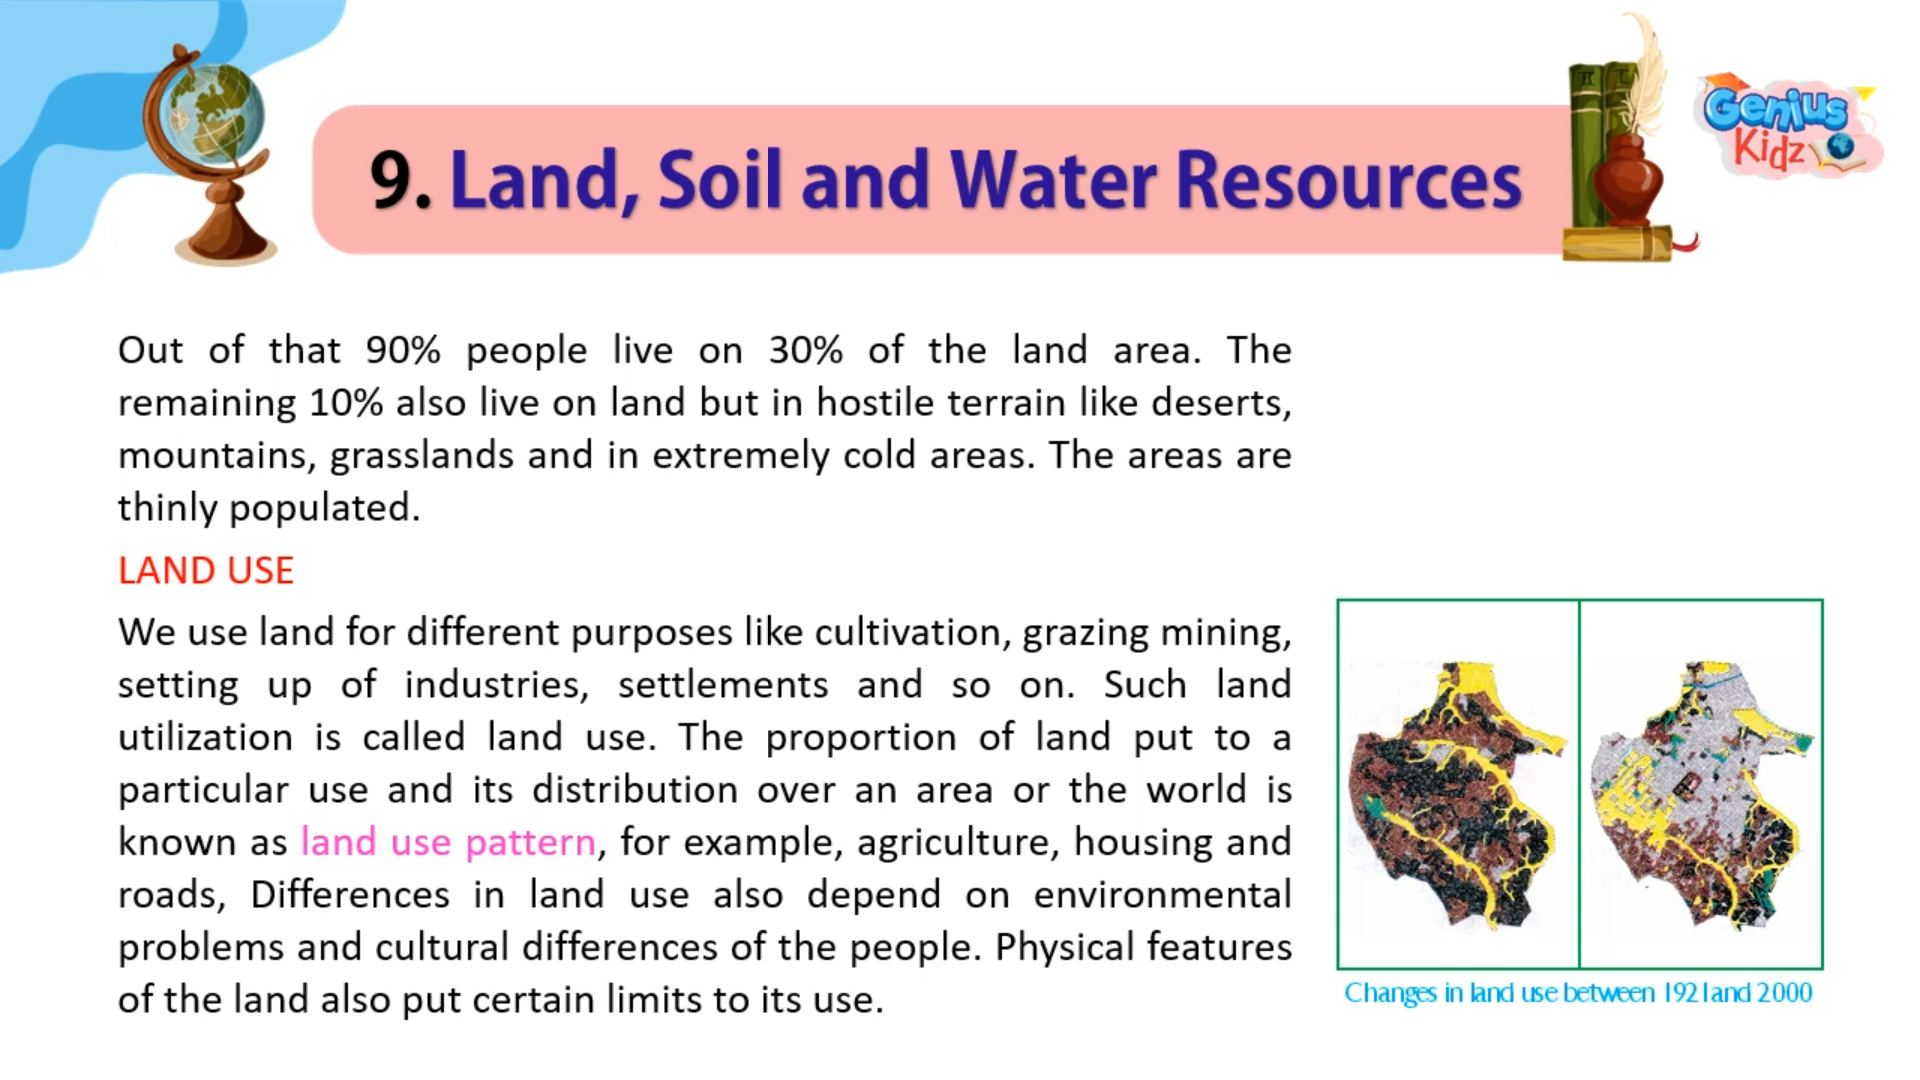 9. Land, Soil and Water Resources
Genius
Kidz
Out of that 90% people live on 30% of the land area. The
remaining 10% also live on land but in hostile terrain like deserts,
mountains, grasslands and in extremely cold areas. The areas are
thinly populated.
LAND USE
We use land for different purposes like cultivation, grazing mining,
setting up of industries, settlements and so on. Such land
utilization is called land use. The proportion of land put to a
particular use and its distribution over an area or the world is
known as land use pattern, for example, agriculture, housing and
roads, Differences in land use also depend on environmental
problems and cultural differences of the people. Physical features
of the land also put certain limits to its use.
Changes in land use between 1921and 2000